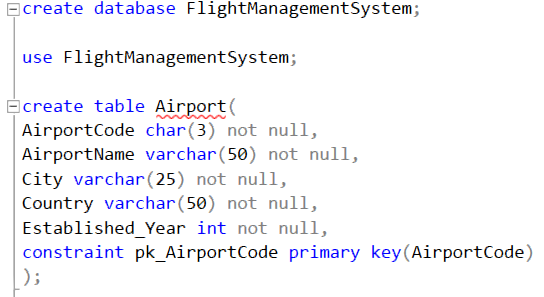 create database FlightManagementSystem;
use FlightManagementSystem;
create table Airport(
AirportCode char(3) not null,
AirportName varchar(50) not null,
City varchar(25) not null,
Country varchar(50) not null,
Established_Year int not null,
constraint pk_AirportCode primary key(AirportCode)
);